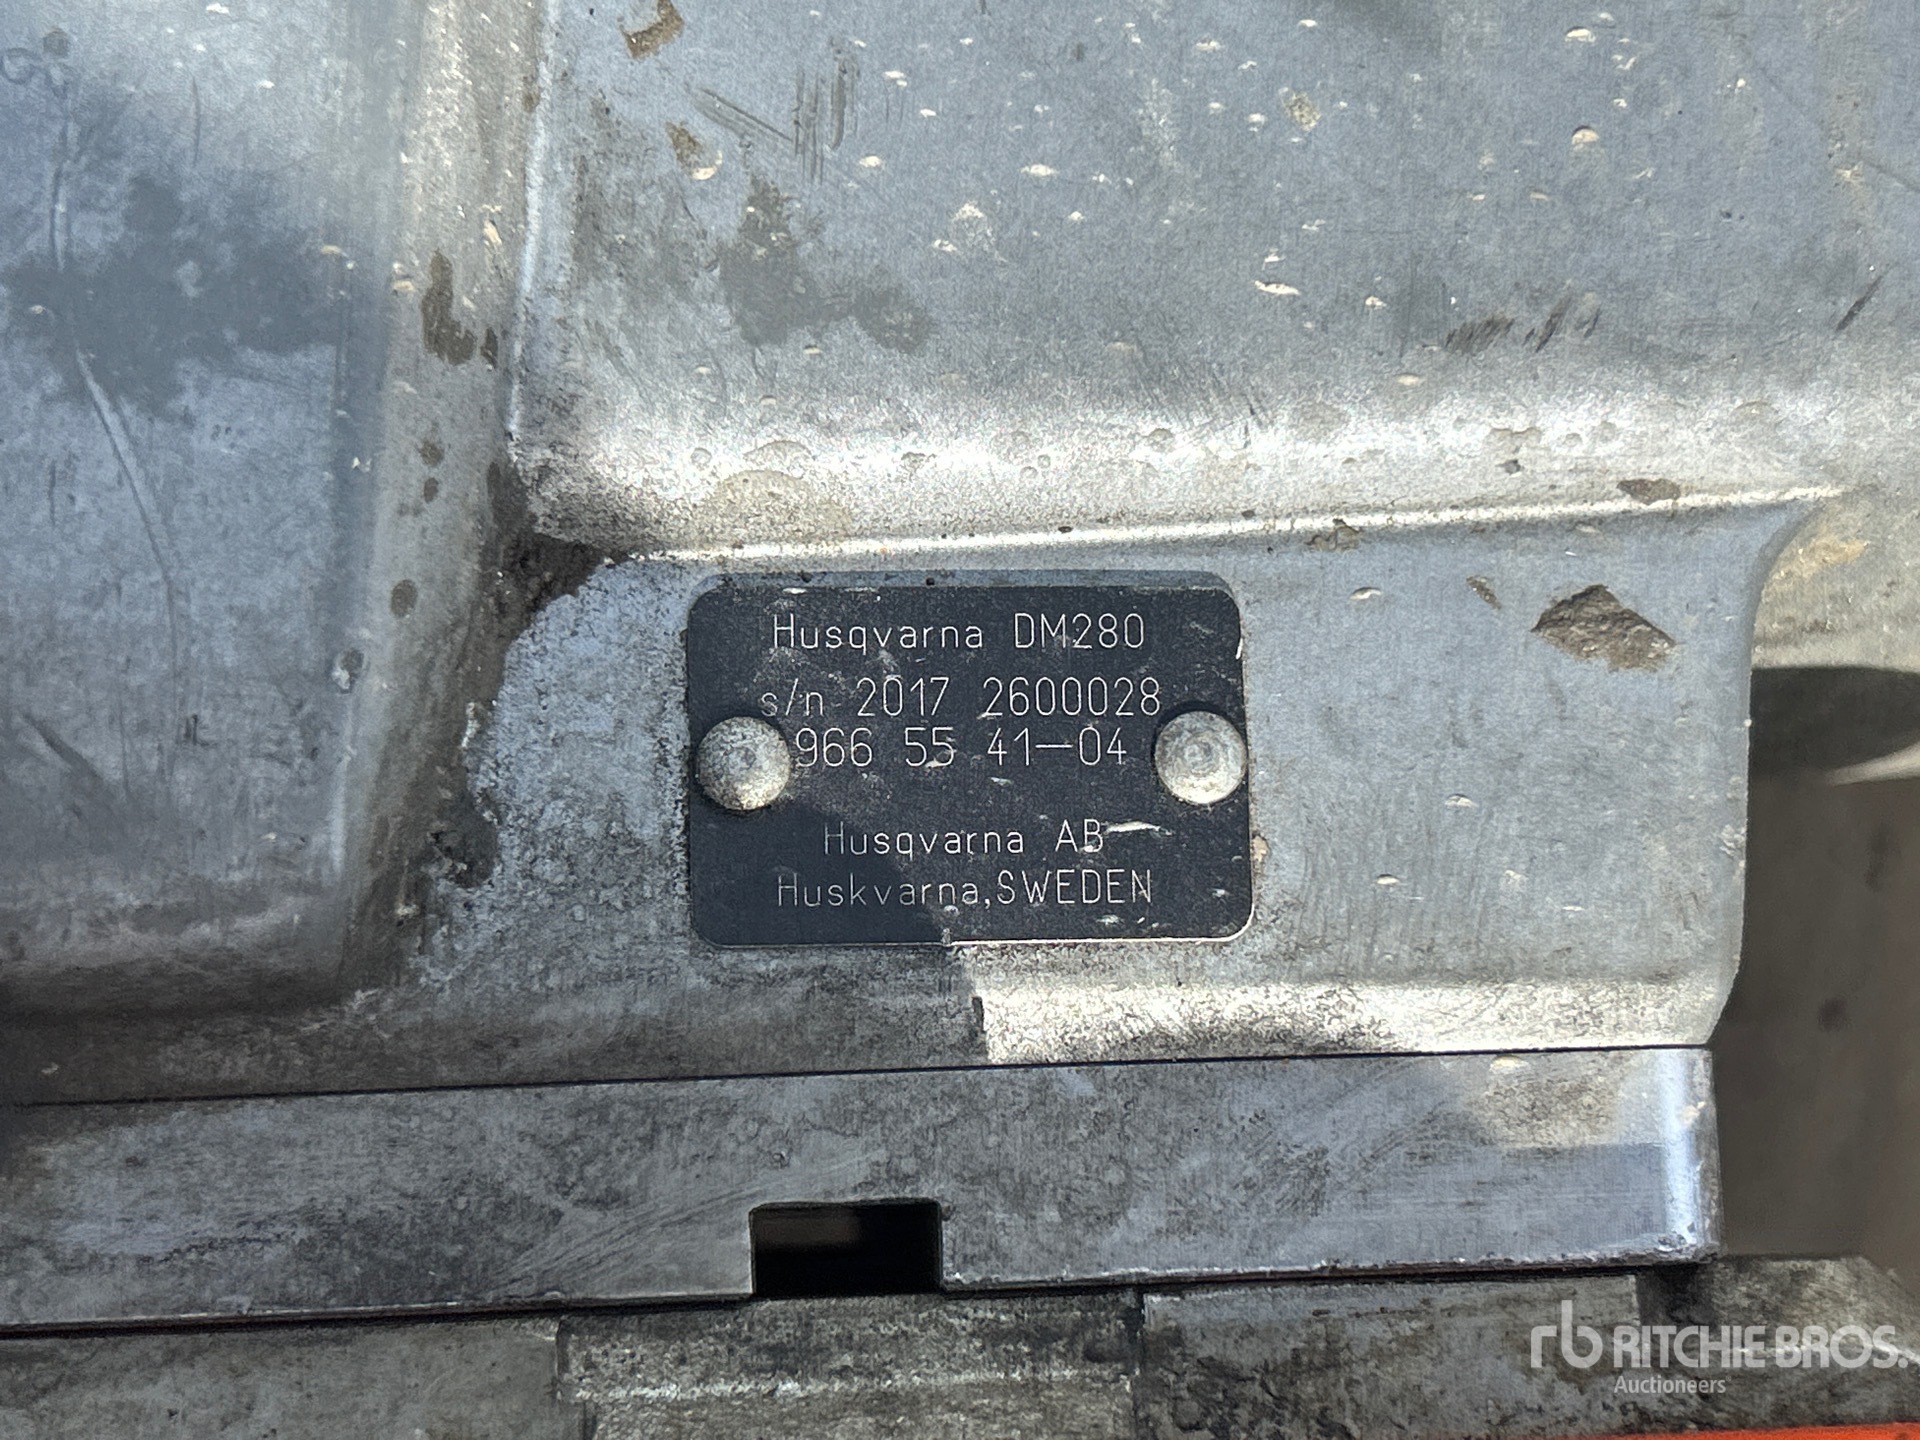 Husqvarna DM280
s/n 2017 2600028
966 55 41-04
Husqvarna AB
Huskvarna,SWEDEN
rb RITCHIE BROS.
Auctioneers